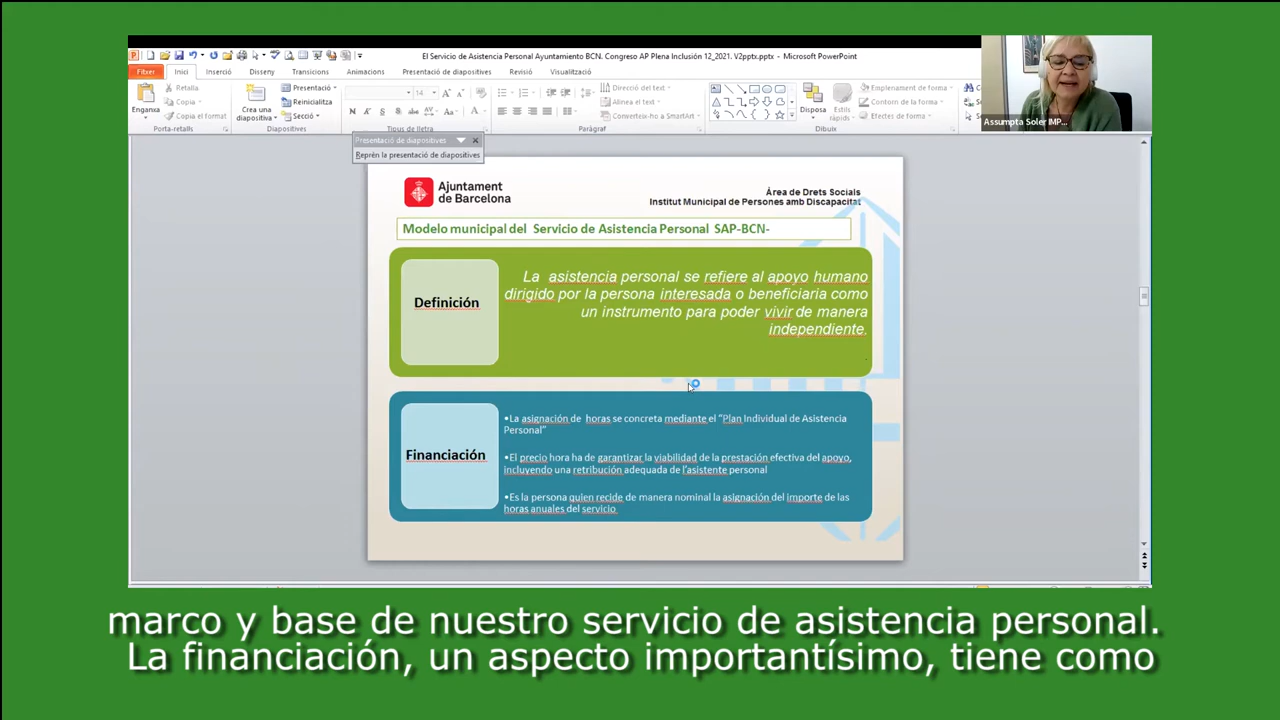 El Servicio de Asistencia Personal Ayuntamiento BCN. Congreso AP Plena Inclusión 12_2021. V2pptx.pptx - Microsoft PowerPoint
Fitxer Inici Inserció Disseny Transicions Animacions Presentació de diapositives Revisió Visualització
Enganxa
Retalla
Copia
Copia el format
Porta-retalls
Crea una
diapositiva
Presentació
Reinicialitza
Secció
Diapositives
14
Tipus de lletra
Direcció del text
Alinea el text
Converteix-ho a SmartArt
Paràgraf
Disposa
Estils
ràpids
Emplenament de forma
Contorn de la forma
Efectes de forma
Dibuix
Assumpta Soler IMP...
Presentació de diapositives
Reprén la presentació de diapositives
Ajuntament
de Barcelona
Àrea de Drets Socials
Institut Municipal de Persones amb Discapacitat
Modelo municipal del Servicio de Asistencia Personal SAP-BCN-
Definición
La asistencia personal se refiere al apoyo humano
dirigido por la persona interesada o beneficiaria como
un instrumento para poder vivir de manera
independiente.
.
Financiación
•La asignación de horas se concreta mediante el “Plan Individual de Asistencia
Personal”
•El precio hora ha de garantizar la viabilidad de la prestación efectiva del apoyo,
incluyendo una retribución adequada de l’asistente personal
•Es la persona quien recide de manera nominal la asignación del importe de las
horas anuales del servicio
marco y base de nuestro servicio de asistencia personal.
La financiación, un aspecto importantísimo, tiene como